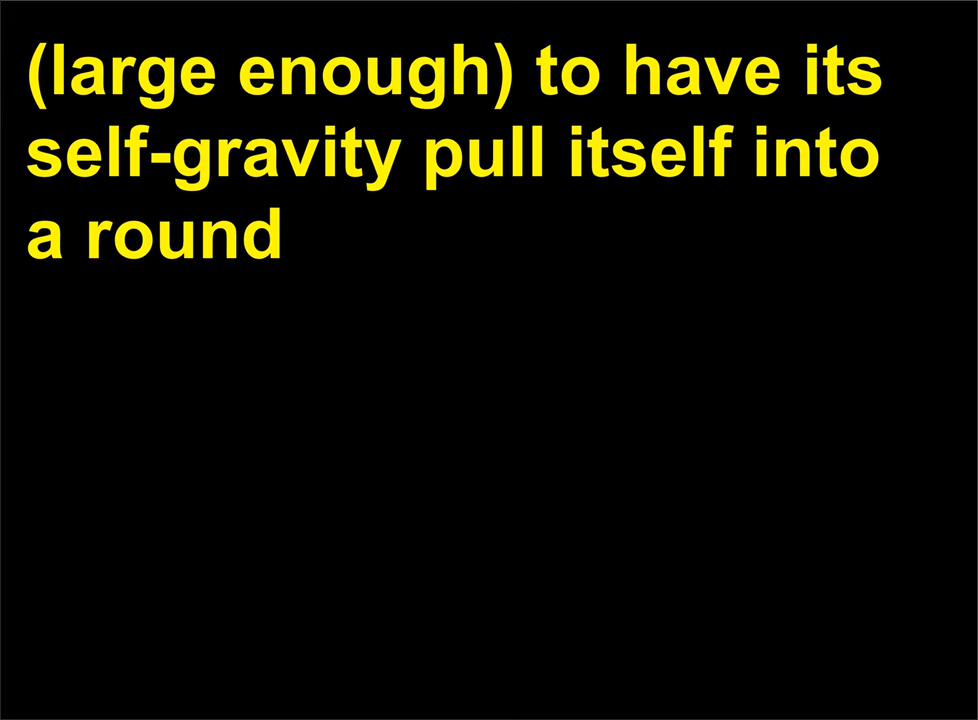 (large enough) to have its
self-gravity pull itself into
a round